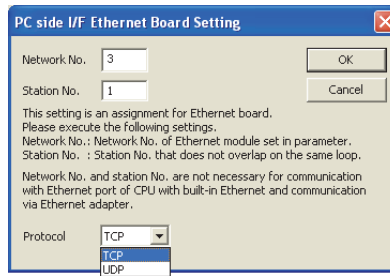 PC side I/F Ethernet Board Setting
Network No. 3
OK
Station No. 1
Cancel
This setting is an assignment for Ethernet board.
Please execute the following settings.
Network No.: Network No. of Ethernet module set in parameter.
Station No. : Station No. that does not overlap on the same loop.
Network No. and station No. are not necessary for communication
with Ethernet port of CPU with built-in Ethernet and communication
via Ethernet adapter.
Protocol TCP
TCP
UDP